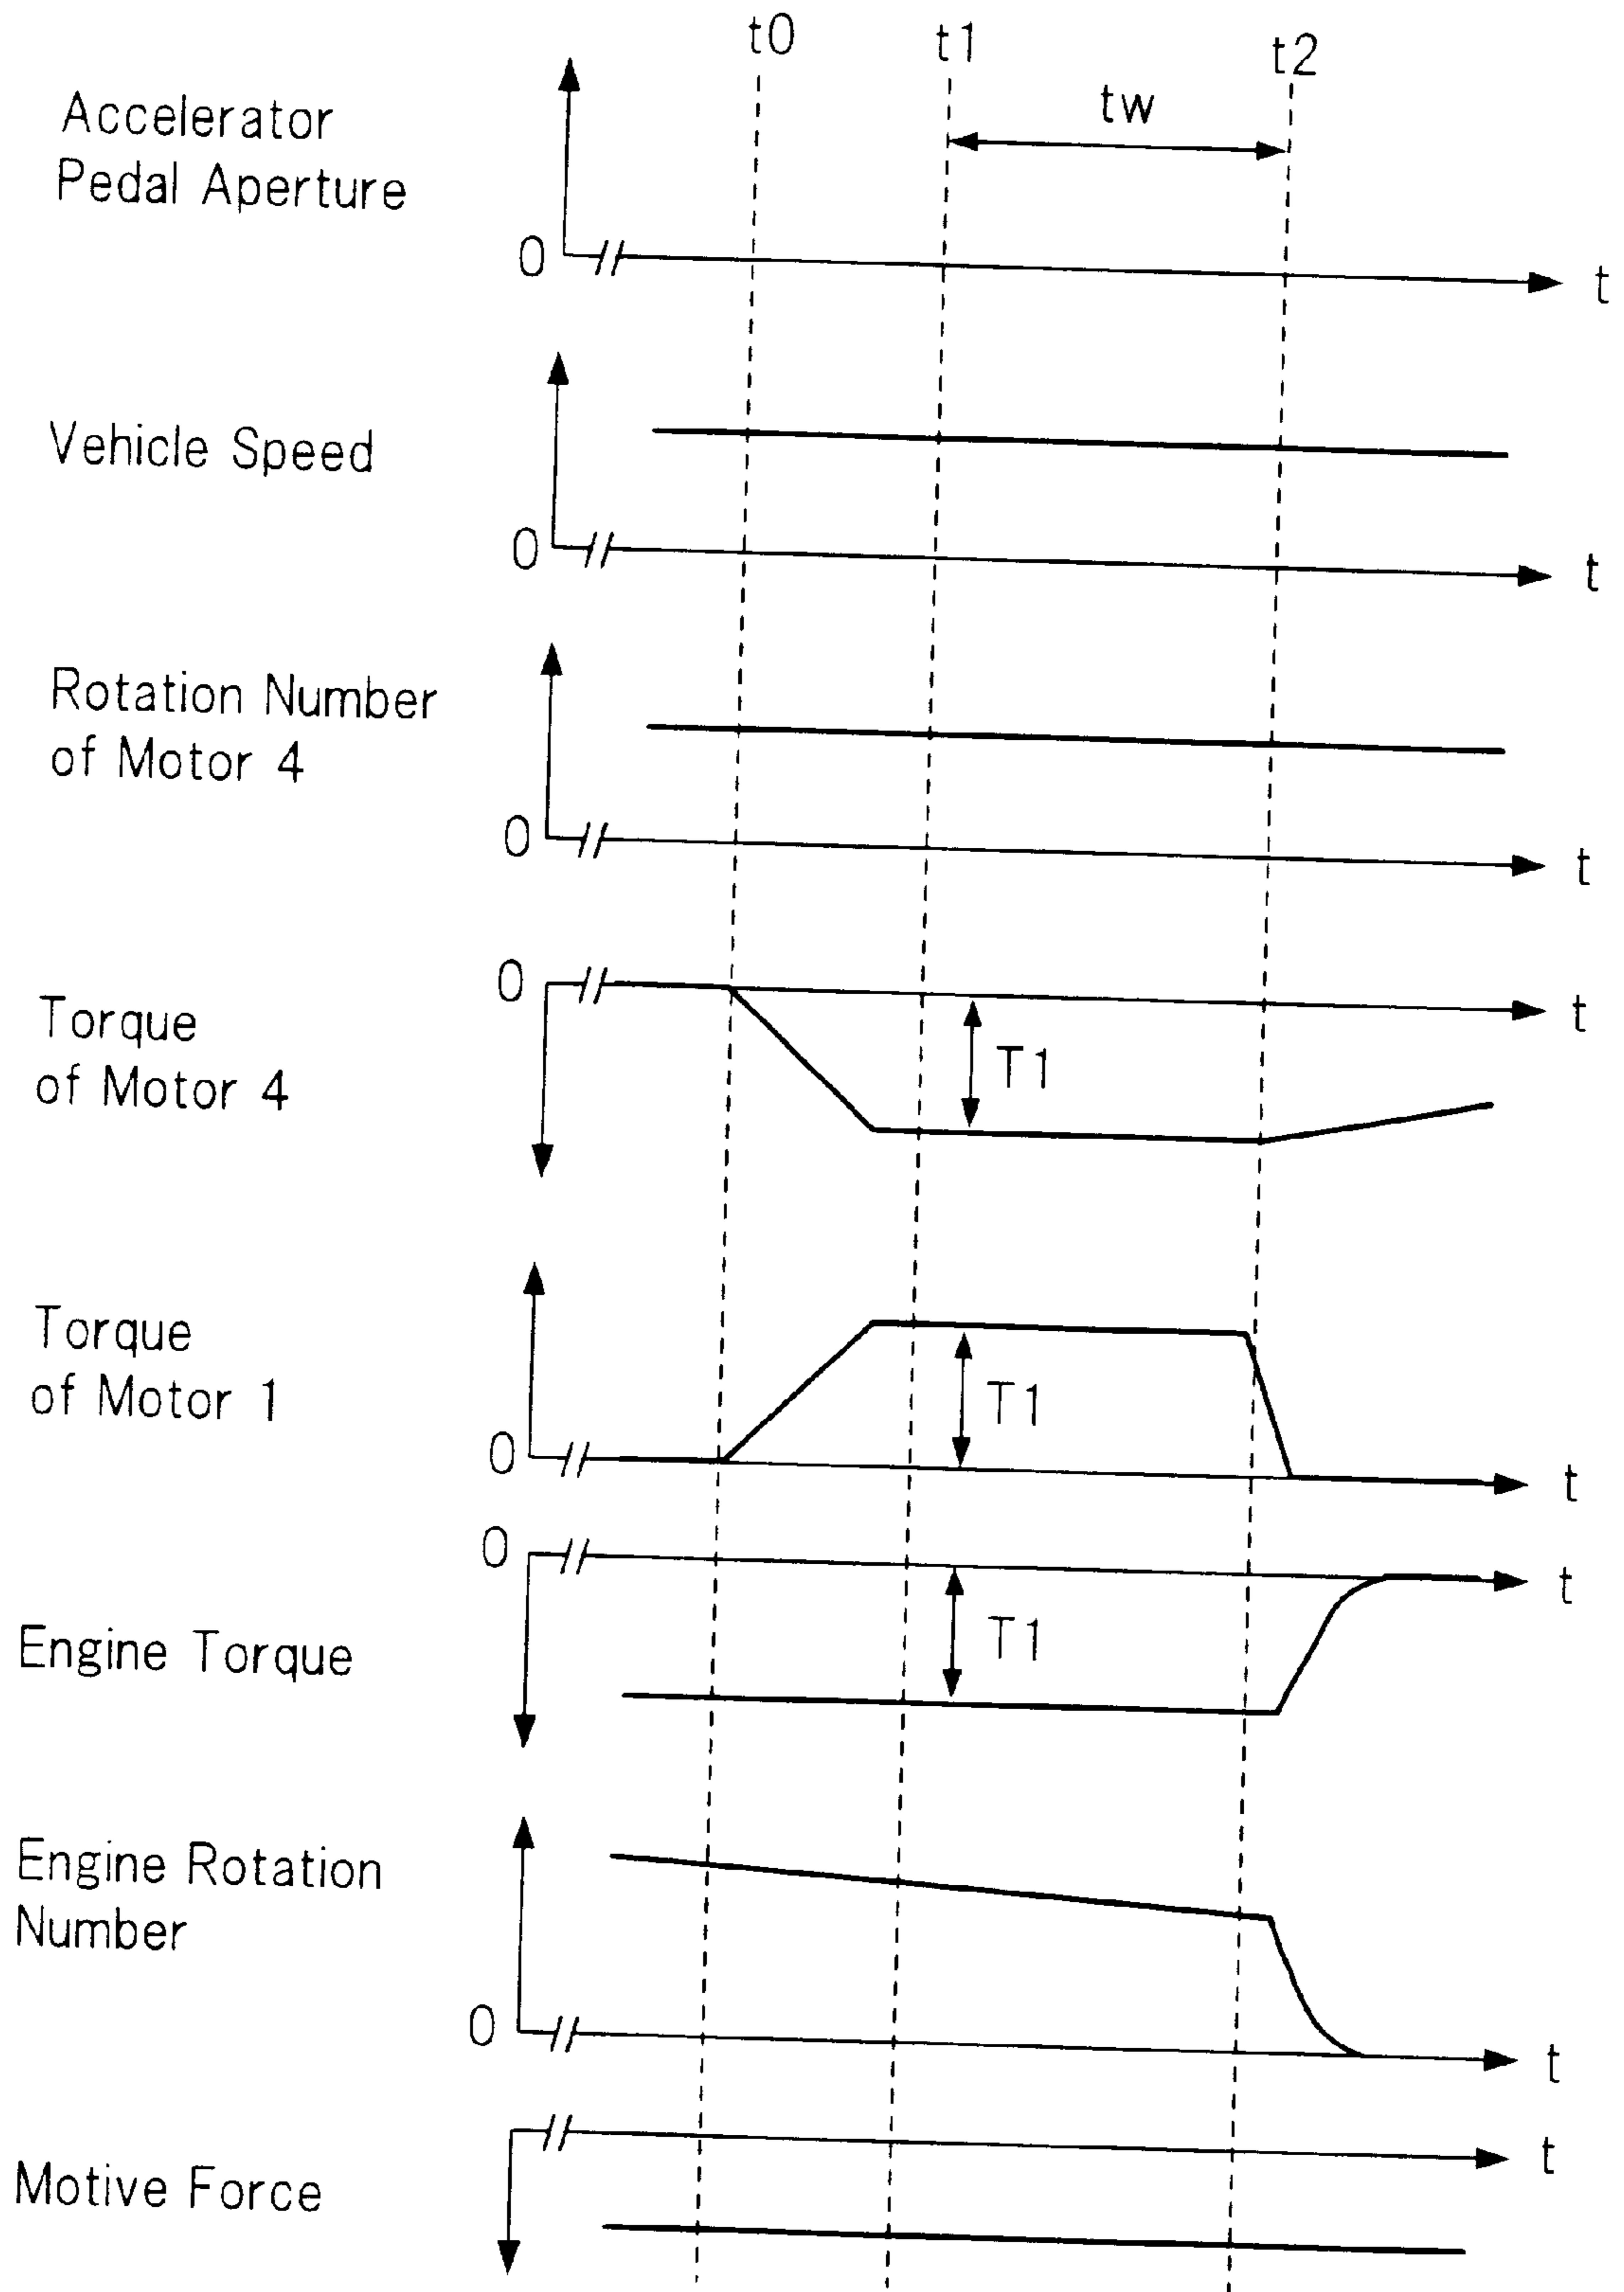 t0
t1
t2
tw
Accelerator
Pedal Aperture
0
t
Vehicle Speed
0
t
Rotation Number
of Motor 4
0
t
0
t
Torque
of Motor 4
T1
Torque
of Motor 1
T1
0
t
0
t
Engine Torque
T1
Engine Rotation
Number
0
t
t
Motive Force